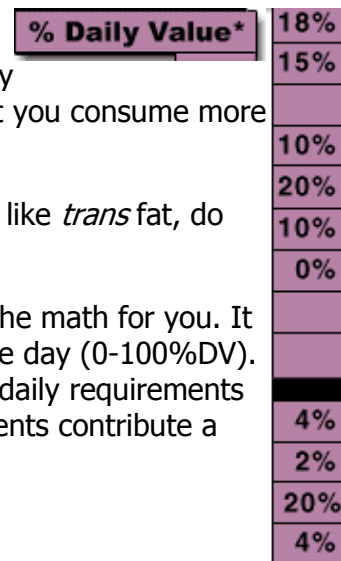 % Daily Value*
y
t you consume more
like trans fat, do
he math for you. It
e day (0-100%DV).
daily requirements
ents contribute a
18%
15%
10%
20%
10%
0%
4%
2%
20%
4%